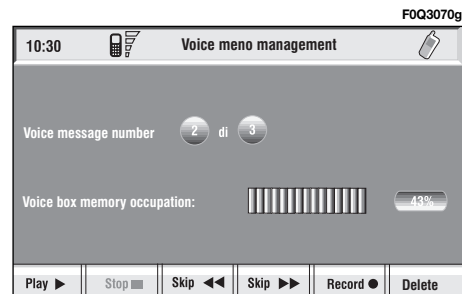 F0Q3070g
10:30 Voice meno management
Voice message number 2 di 3
Voice box memory occupation: 43%
Play Stop Skip Skip Record Delete